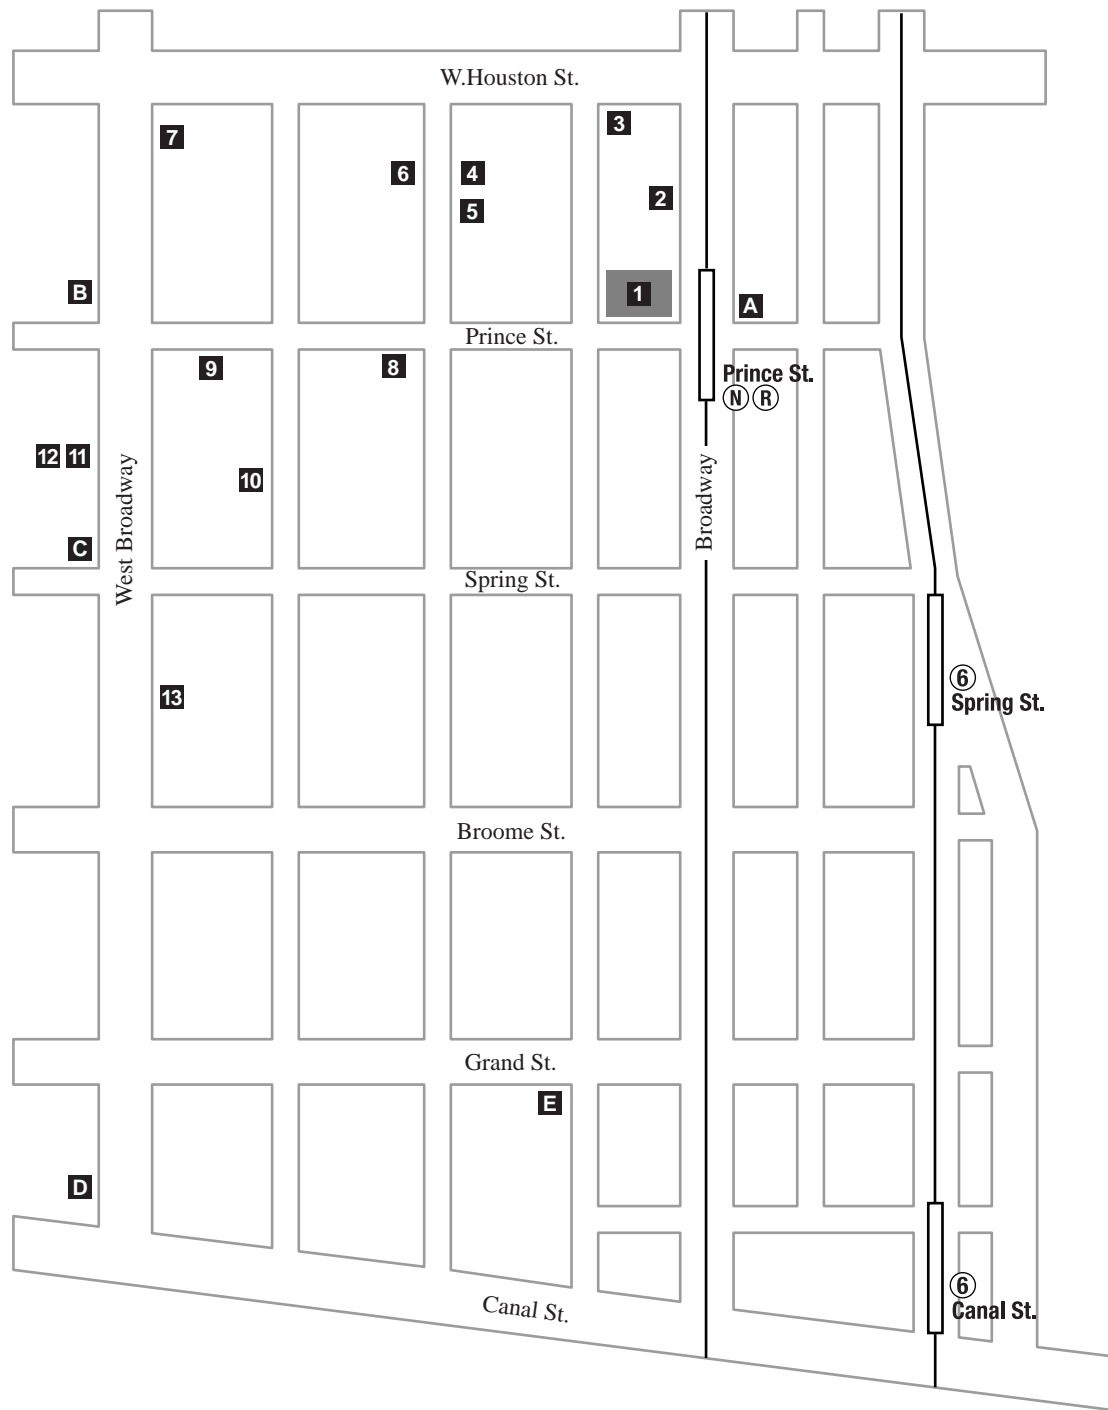 W.Houston St.
3
7
6
4
2
5
B
1
A
Prince St.
9
8
Prince St.
N R
12 11
10
West Broadway
Broadway
C
Spring St.
6
Spring St.
13
Broome St.
Grand St.
E
D
6
Canal St.
Canal St.